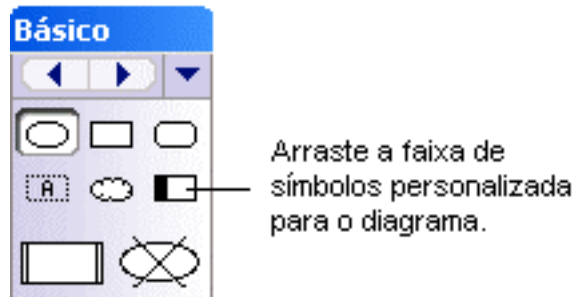 Básico
A
Arraste a faixa de
símbolos personalizada
para o diagrama.